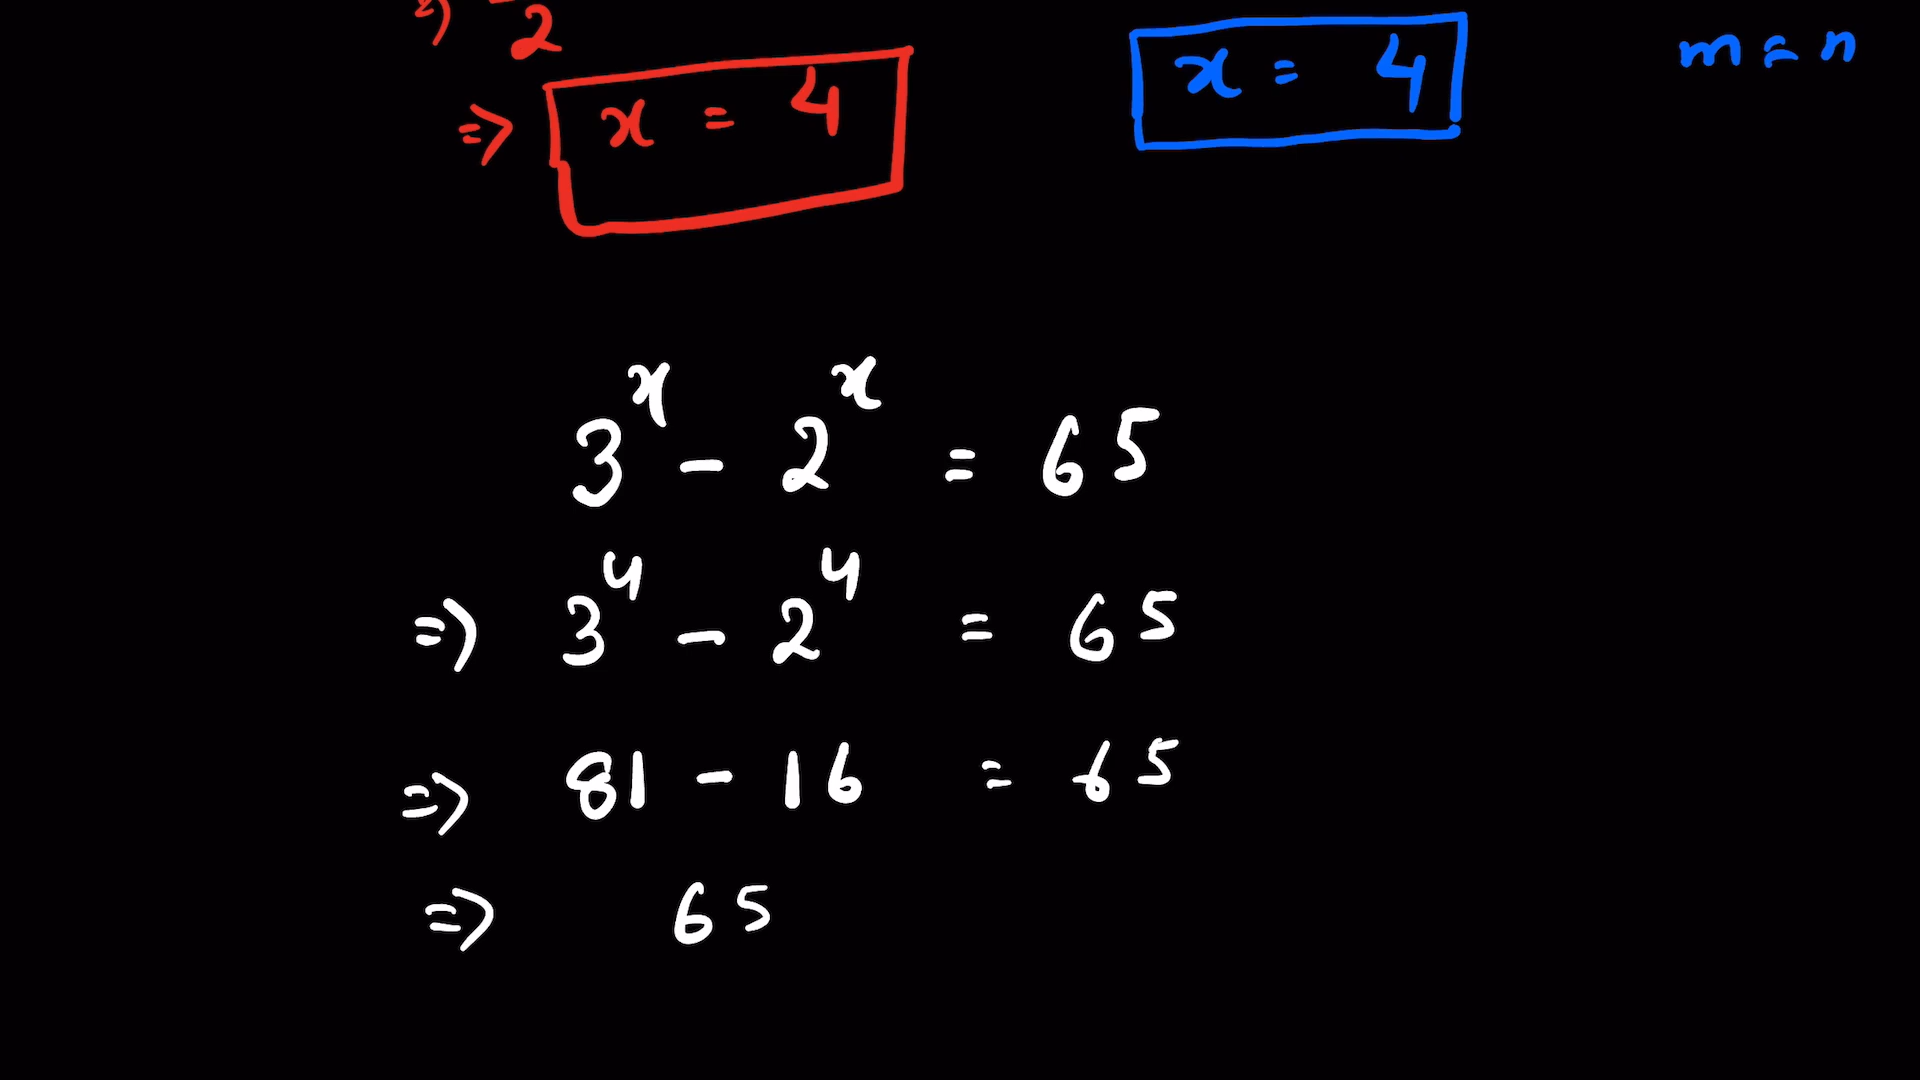 ⇒ 2
⇒ x = 4
x = 4
m = n
3^x - 2^x = 65
⇒ 3^4 - 2^4 = 65
⇒ 81 - 16 = 65
⇒ 65